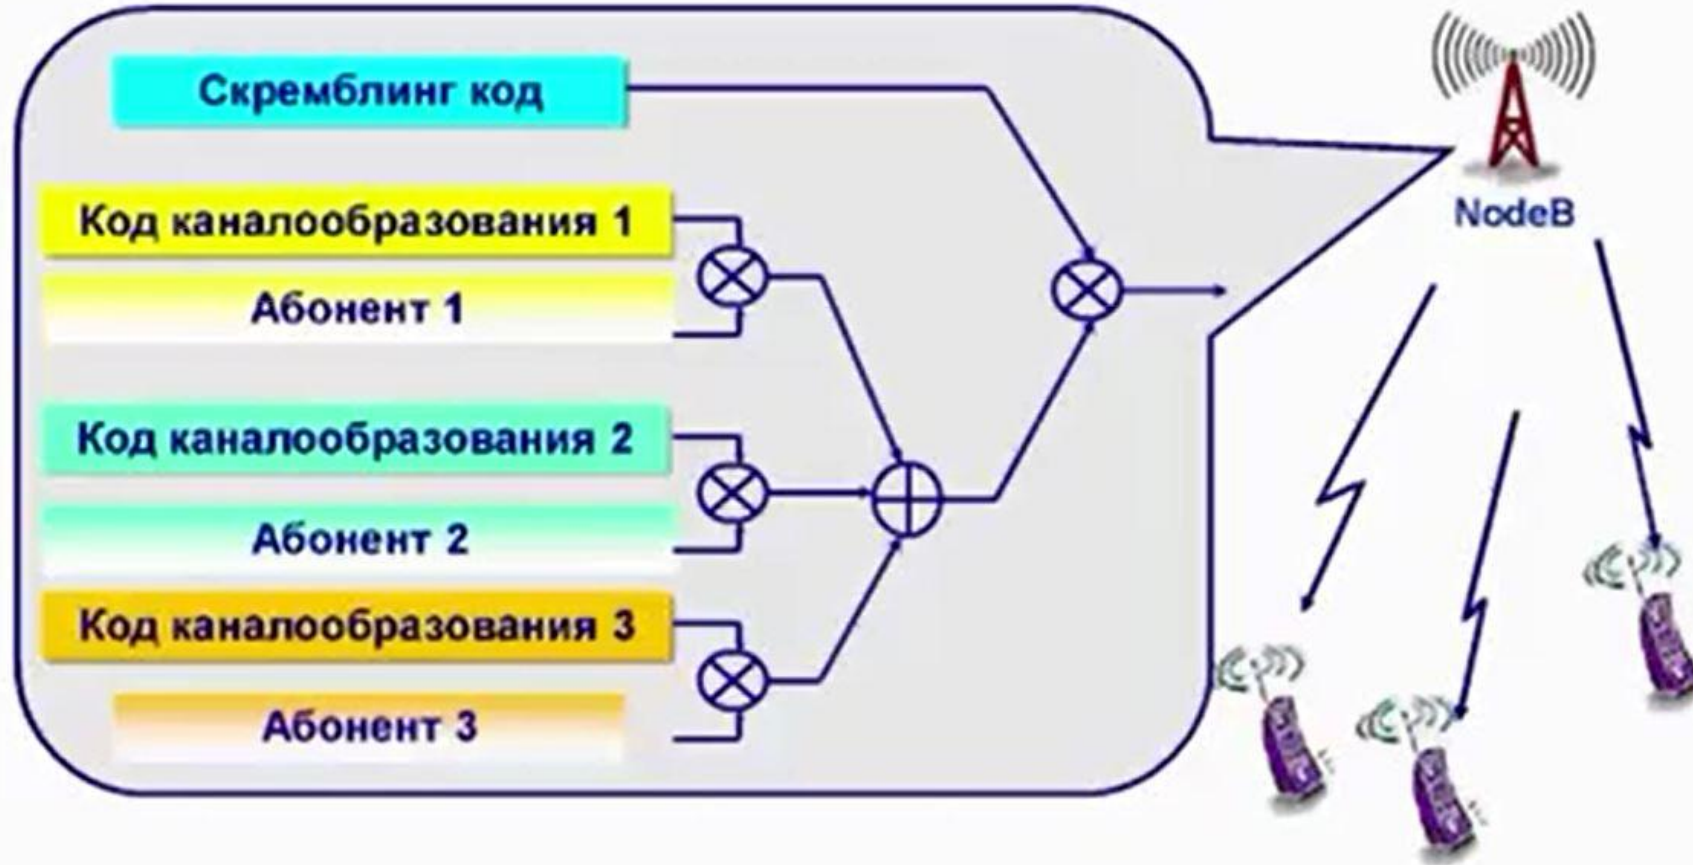 Скремблинг код
Код каналообразования 1
Абонент 1
Код каналообразования 2
Абонент 2
Код каналообразования 3
Абонент 3
NodeB